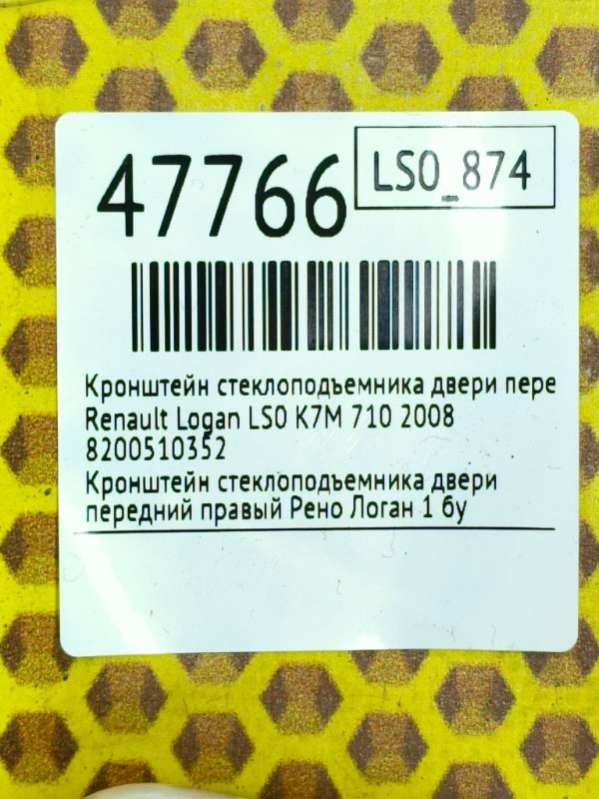 47766
LS0_874
Кронштейн стеклоподъемника двери пере
Renault Logan LS0 K7M 710 2008
8200510352
Кронштейн стеклоподъемника двери
передний правый Рено Логан 1 бу